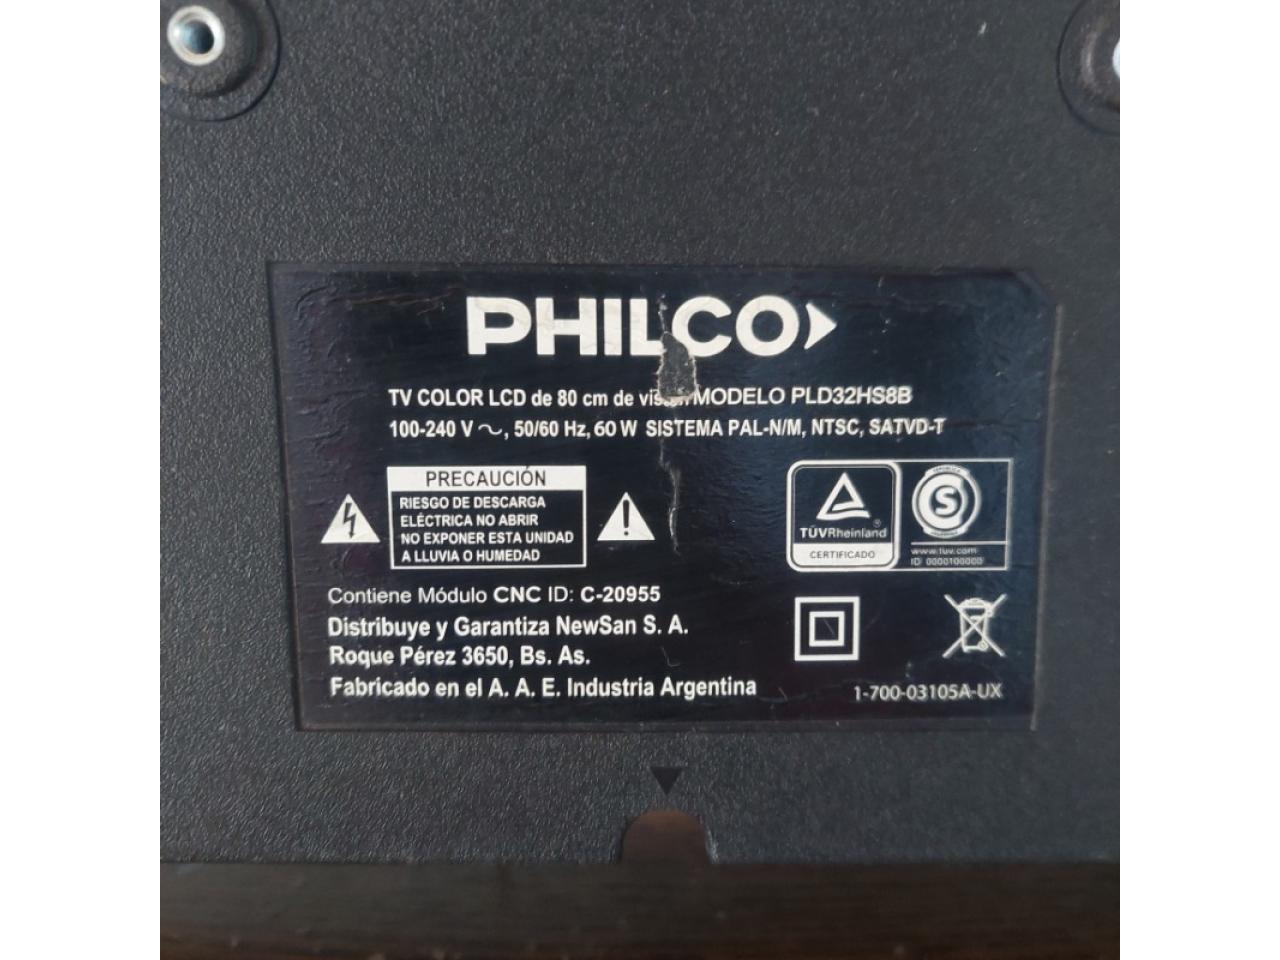 PHILCO
TV COLOR LCD de 80 cm de MODELO PLD32HS8B
100-240 V ~, 50/60 Hz, 60 W SISTEMA PAL-N/M, NTSC, SATVD-T
PRECAUCIÓN
RIESGO DE DESCARGA
ELÉCTRICA NO ABRIR
NO EXPONER ESTA UNIDAD
A LLUVIA O HUMEDAD
TÜVRheinland®
CERTIFICADO
S
www.tuv.com
ID 0000100000
Contiene Módulo CNC ID: C-20955
Distribuye y Garantiza NewSan S. A.
Roque Pérez 3650, Bs. As.
Fabricado en el A. A. E. Industria Argentina
1-700-03105A-UX